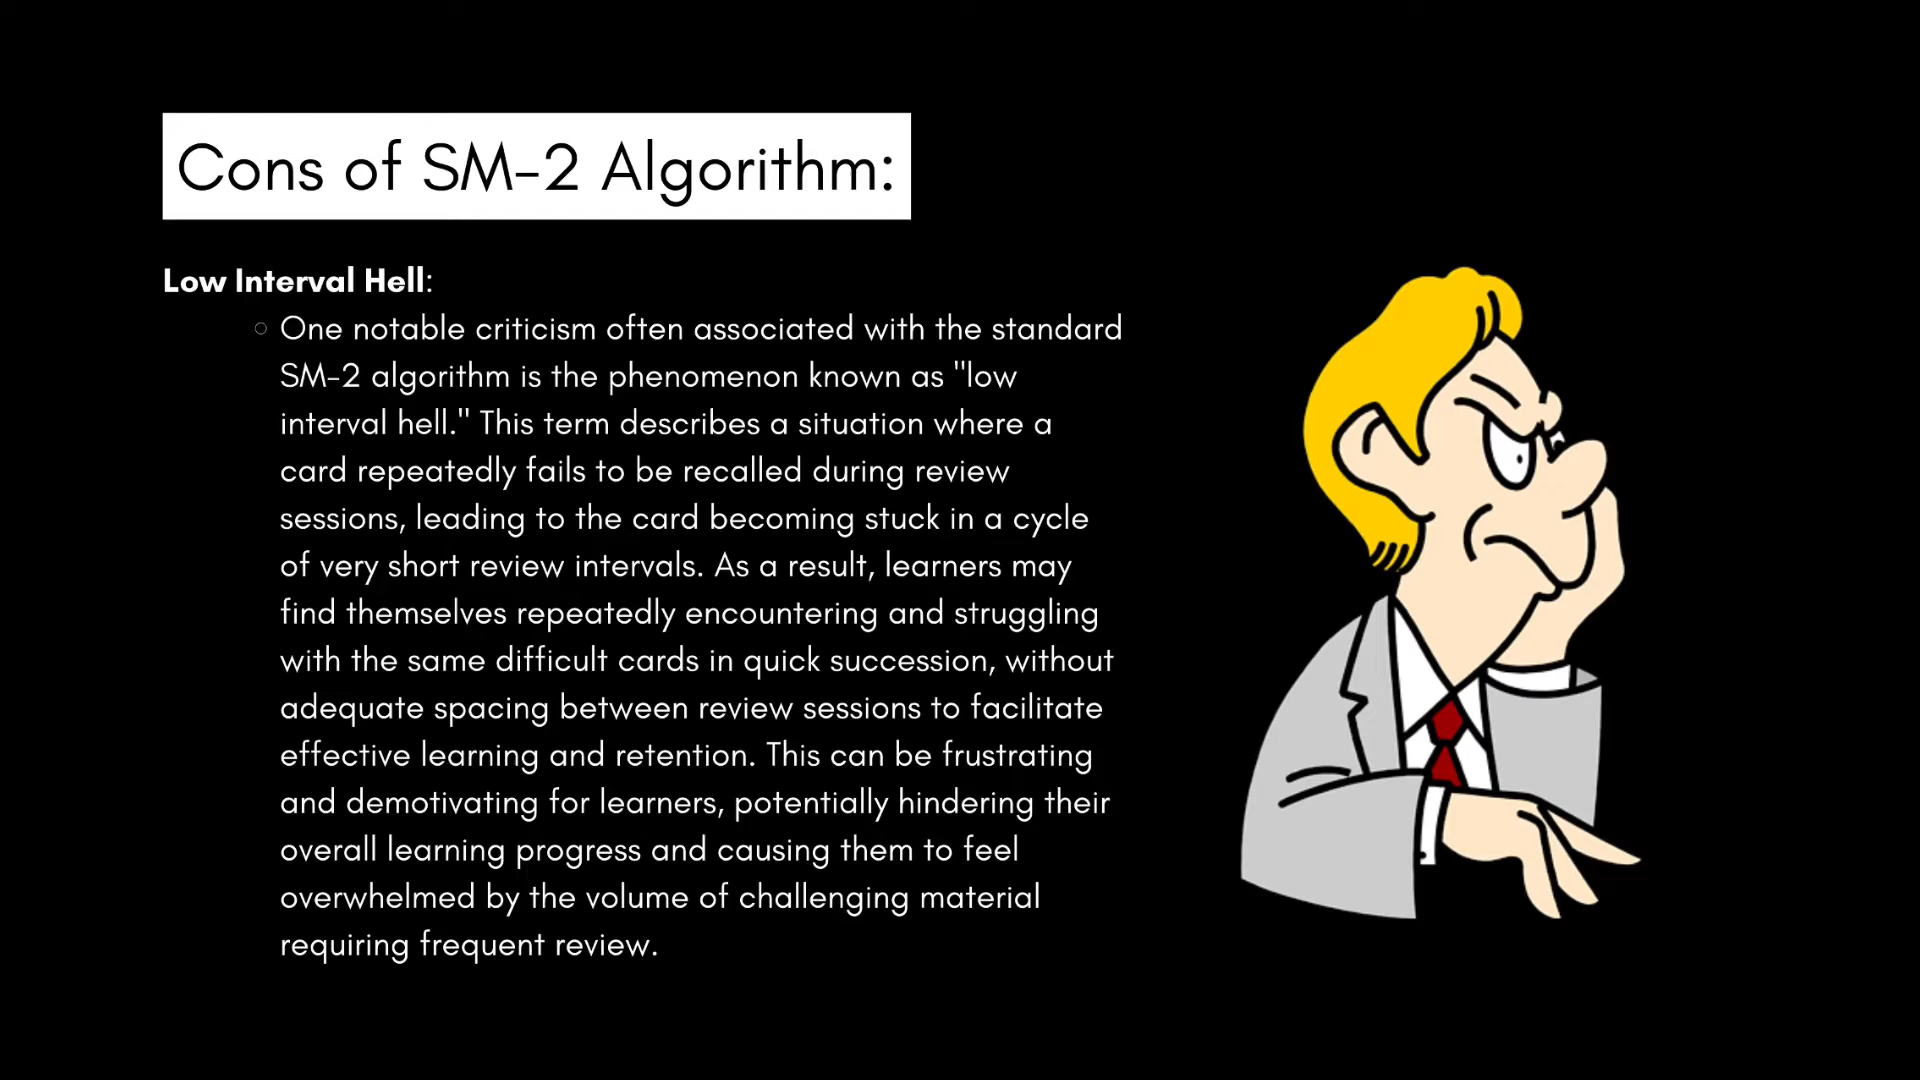 Cons of SM-2 Algorithm:
Low Interval Hell:
One notable criticism often associated with the standard
SM-2 algorithm is the phenomenon known as "low
interval hell." This term describes a situation where a
card repeatedly fails to be recalled during review
sessions, leading to the card becoming stuck in a cycle
of very short review intervals. As a result, learners may
find themselves repeatedly encountering and struggling
with the same difficult cards in quick succession, without
adequate spacing between review sessions to facilitate
effective learning and retention. This can be frustrating
and demotivating for learners, potentially hindering their
overall learning progress and causing them to feel
overwhelmed by the volume of challenging material
requiring frequent review.